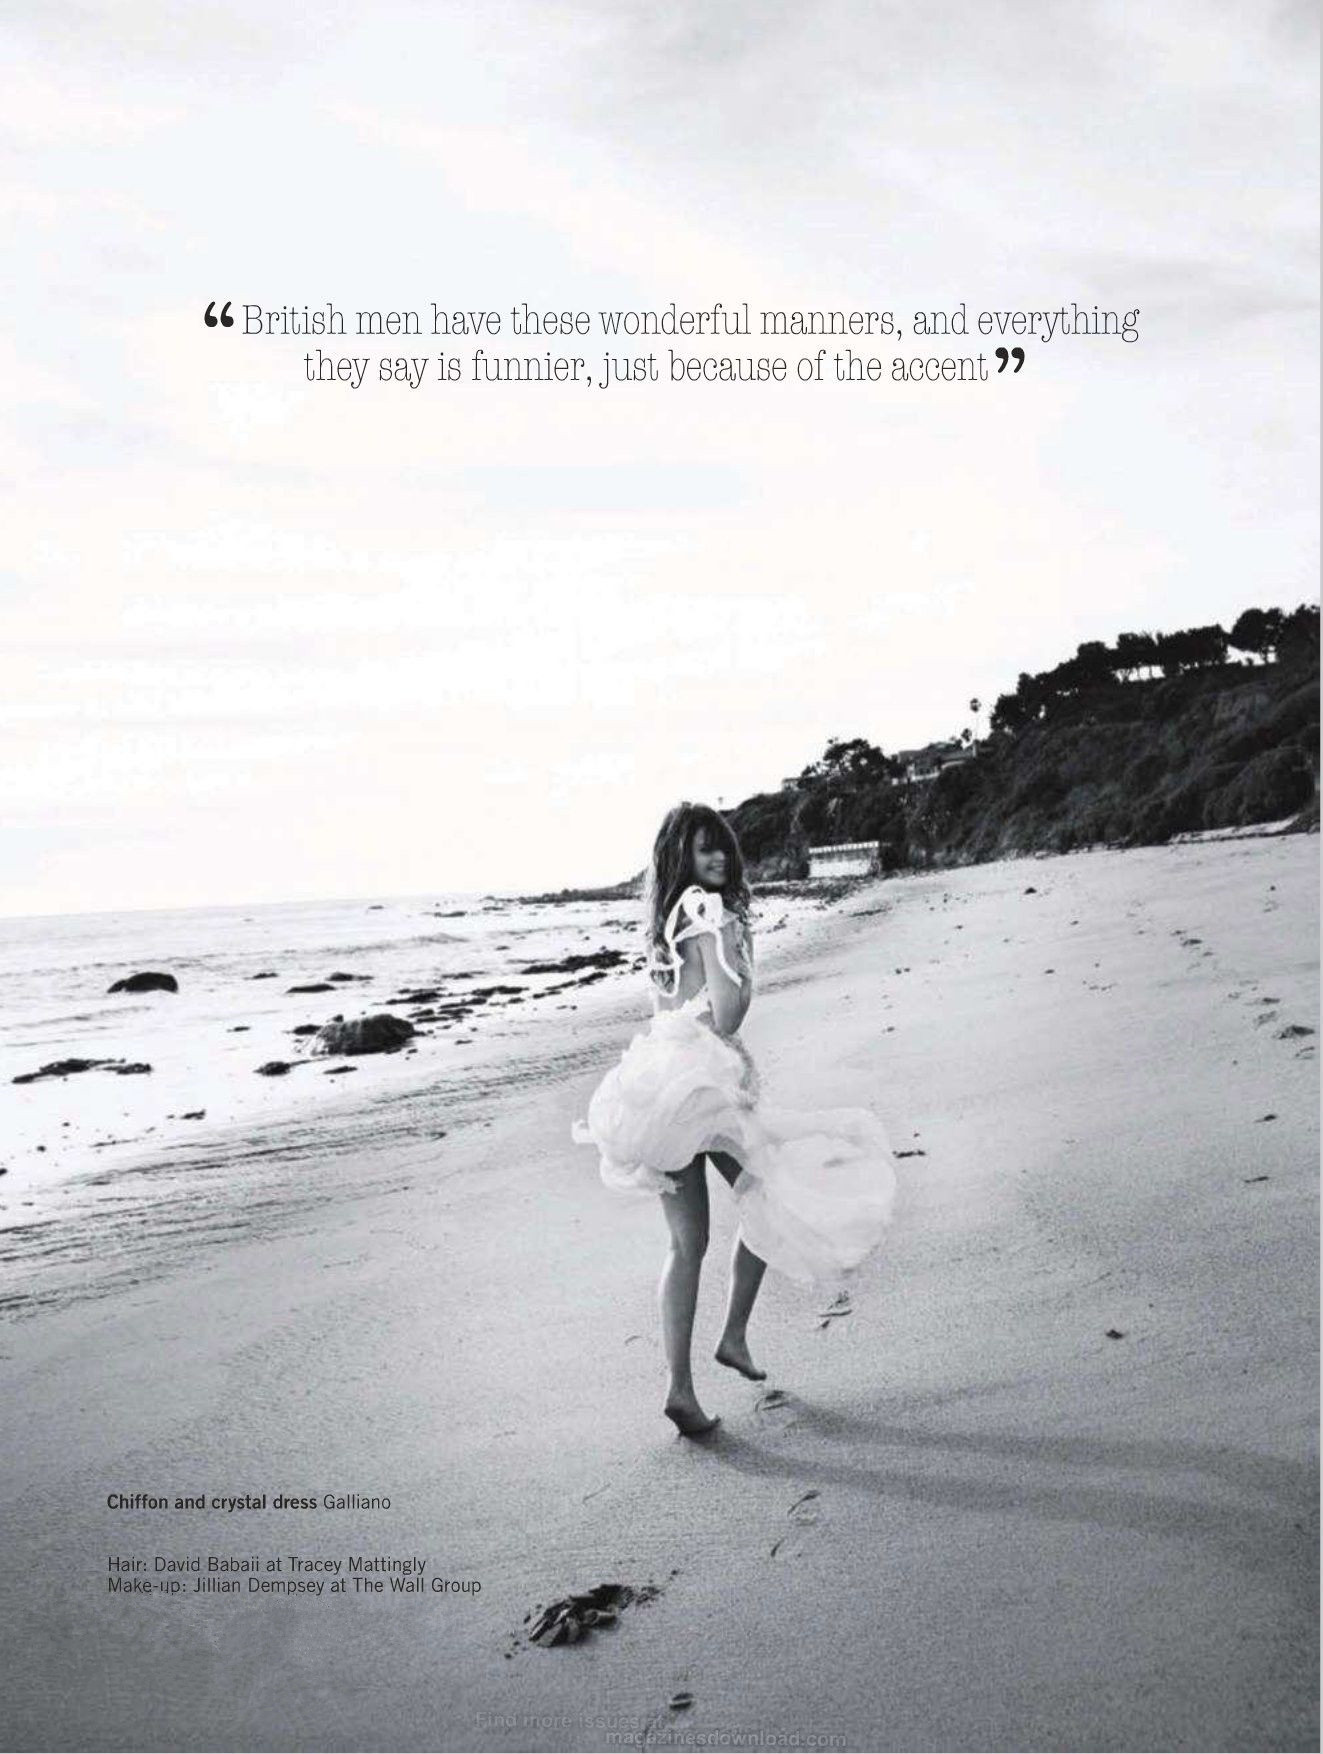 “British men have these wonderful manners, and everything
they say is funnier, just because of the accent”
Chiffon and crystal dress Galliano
Hair: David Babaii at Tracey Mattingly
Make-up: Jillian Dempsey at The Wall Group
Find more issues at
magazinesdownload.com